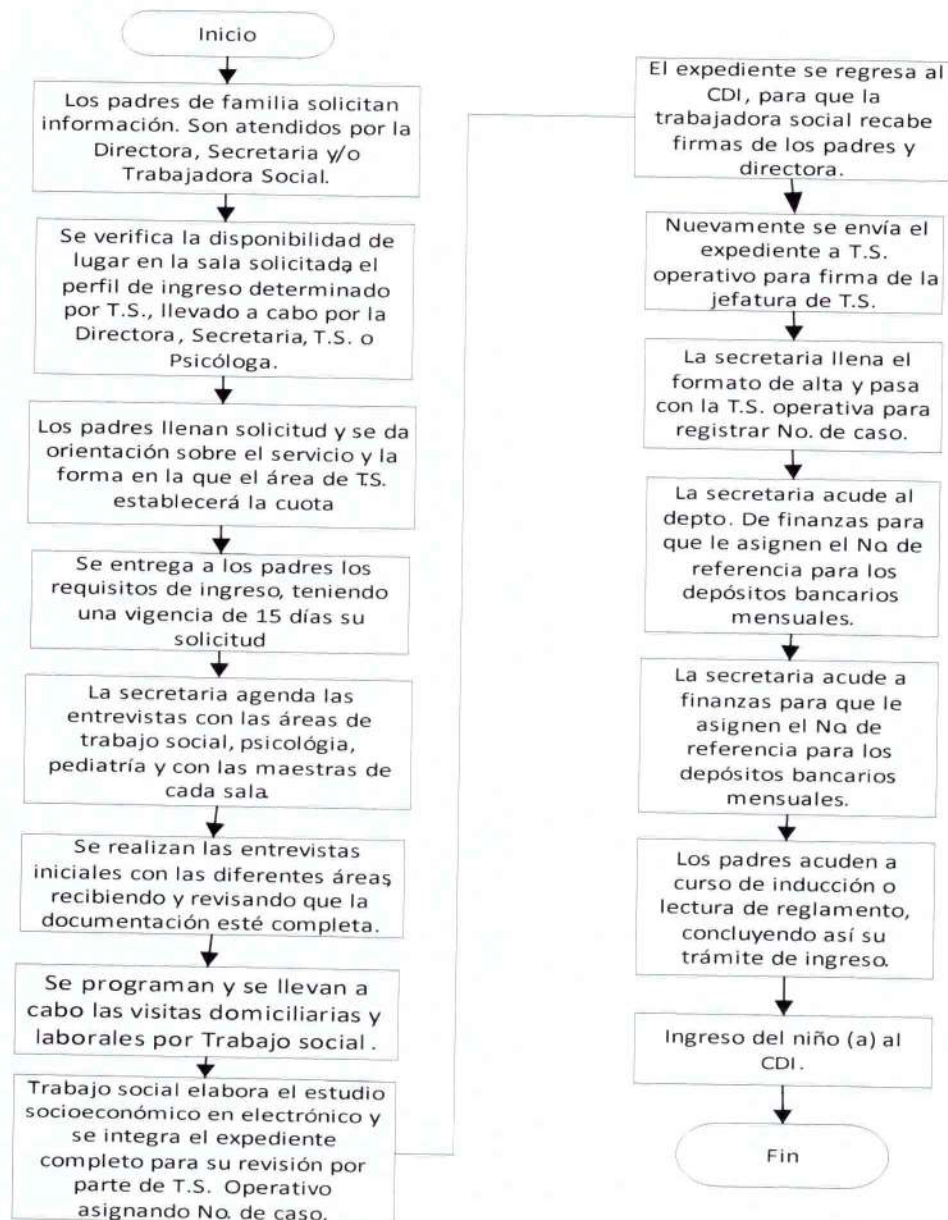 Inicio
Los padres de familia solicitan
información. Son atendidos por la
Directora, Secretaria y/o
Trabajadora Social.
Se verifica la disponibilidad de
lugar en la sala solicitada, el
perfil de ingreso determinado
por T.S., llevado a cabo por la
Directora, Secretaria, T.S. o
Psicóloga.
Los padres llenan solicitud y se da
orientación sobre el servicio y la
forma en la que el área de T.S.
establecerá la cuota
Se entrega a los padres los
requisitos de ingreso, teniendo
una vigencia de 15 días su
solicitud
La secretaria agenda las
entrevistas con las áreas de
trabajo social, psicológia,
pediatría y con las maestras de
cada sala.
Se realizan las entrevistas
iniciales con las diferentes áreas,
recibiendo y revisando que la
documentación esté completa.
Se programan y se llevan a
cabo las visitas domiciliarias y
laborales por Trabajo social .
Trabajo social elabora el estudio
socioeconómico en electrónico y
se integra el expediente
completo para su revisión por
parte de T.S. Operativo
asignando No. de caso.
El expediente se regresa al
CDI, para que la
trabajadora social recabe
firmas de los padres y
directora.
Nuevamente se envía el
expediente a T.S.
operativo para firma de la
jefatura de T.S.
La secretaria llena el
formato de alta y pasa
con la T.S. operativa para
registrar No. de caso.
La secretaria acude al
depto. De finanzas para
que le asignen el No. de
referencia para los
depósitos bancarios
mensuales.
La secretaria acude a
finanzas para que le
asignen el No. de
referencia para los
depósitos bancarios
mensuales.
Los padres acuden a
curso de inducción o
lectura de reglamento,
concluyendo así su
trámite de ingreso.
Ingreso del niño (a) al
CDI.
Fin